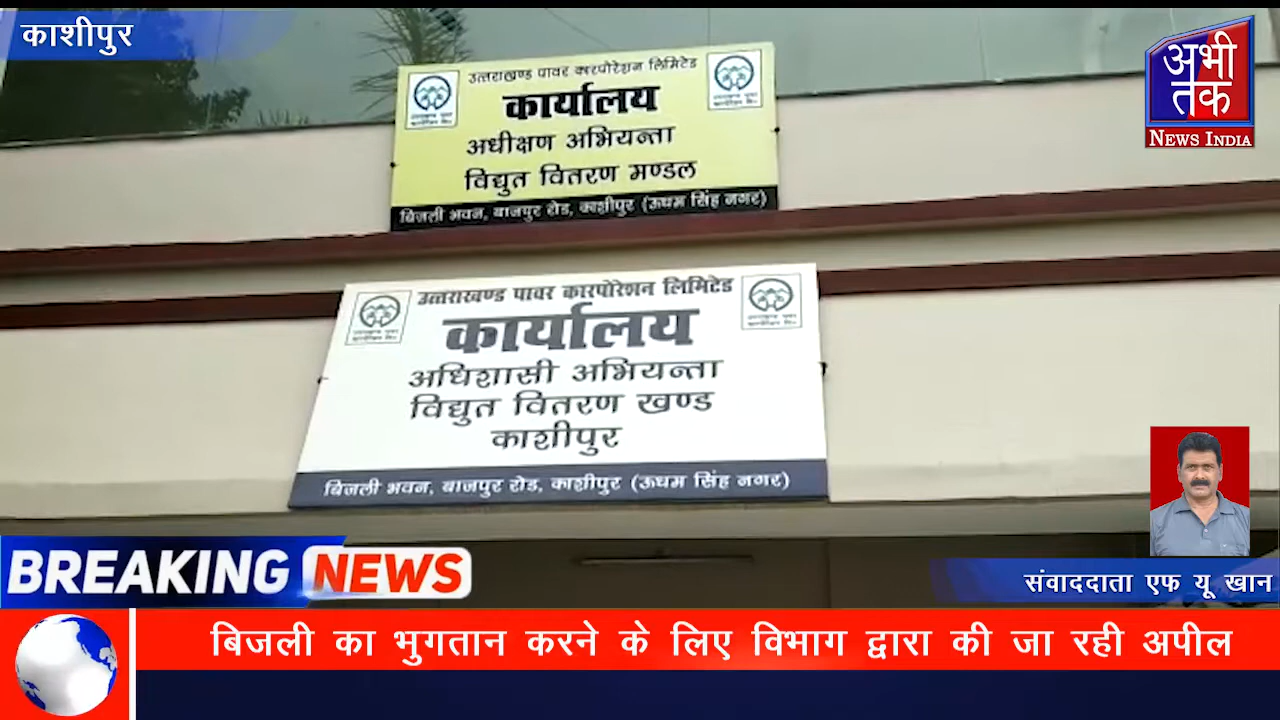 काशीपुर
अभी
तक
NEWS INDIA
उत्तराखण्ड पावर कारपोरेशन लिमिटेड
कार्यालय
अधीक्षण अभियन्ता
विद्युत वितरण मण्डल
बिजली भवन, बाजपुर रोड, काशीपुर (ऊधम सिंह नगर)
उत्तराखण्ड पावर कारपोरेशन लिमिटेड
कार्यालय
अधिशासी अभियन्ता
विद्युत वितरण खण्ड
काशीपुर
बिजली भवन, बाजपुर रोड, काशीपुर (ऊधम सिंह नगर)
BREAKING NEWS
संवाददाता एफ यू खान
बिजली का भुगतान करने के लिए विभाग द्वारा की जा रही अपील